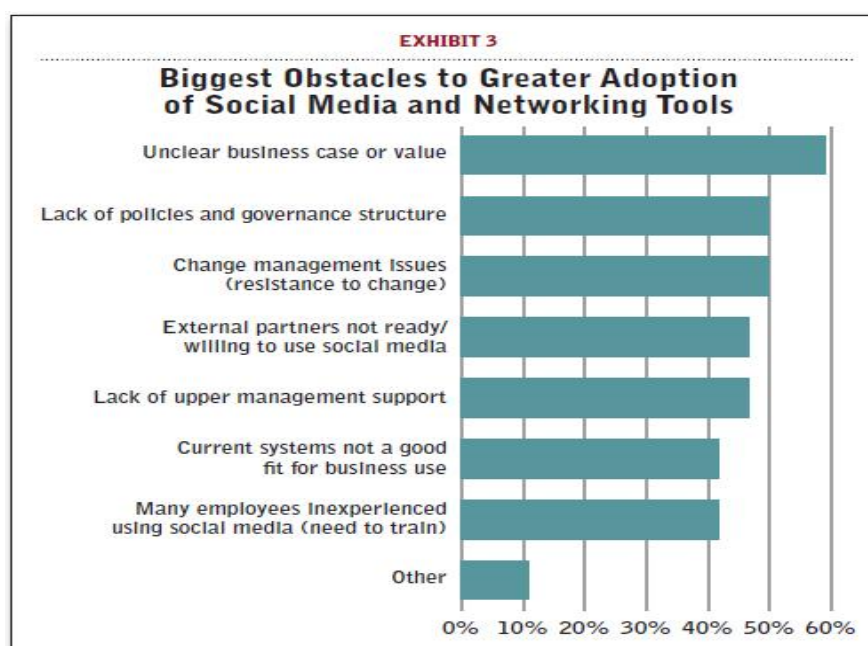 EXHIBIT 3
Biggest Obstacles to Greater Adoption
of Social Media and Networking Tools
Unclear business case or value
Lack of policies and governance structure
Change management issues
(resistance to change)
External partners not ready/
willing to use social media
Lack of upper management support
Current systems not a good
fit for business use
Many employees inexperienced
using social media (need to train)
Other
0% 10% 20% 30% 40% 50% 60%